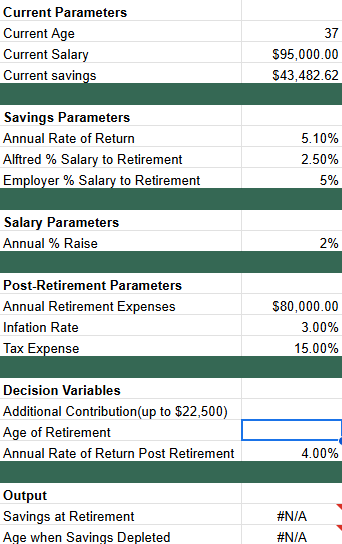 Current Parameters
Current Age 37
Current Salary $95,000.00
Current savings $43,482.62
Savings Parameters
Annual Rate of Return 5.10%
Alftred % Salary to Retirement 2.50%
Employer % Salary to Retirement 5%
Salary Parameters
Annual % Raise 2%
Post-Retirement Parameters
Annual Retirement Expenses $80,000.00
Infation Rate 3.00%
Tax Expense 15.00%
Decision Variables
Additional Contribution(up to $22,500)
Age of Retirement
Annual Rate of Return Post Retirement 4.00%
Output
Savings at Retirement #N/A
Age when Savings Depleted #N/A